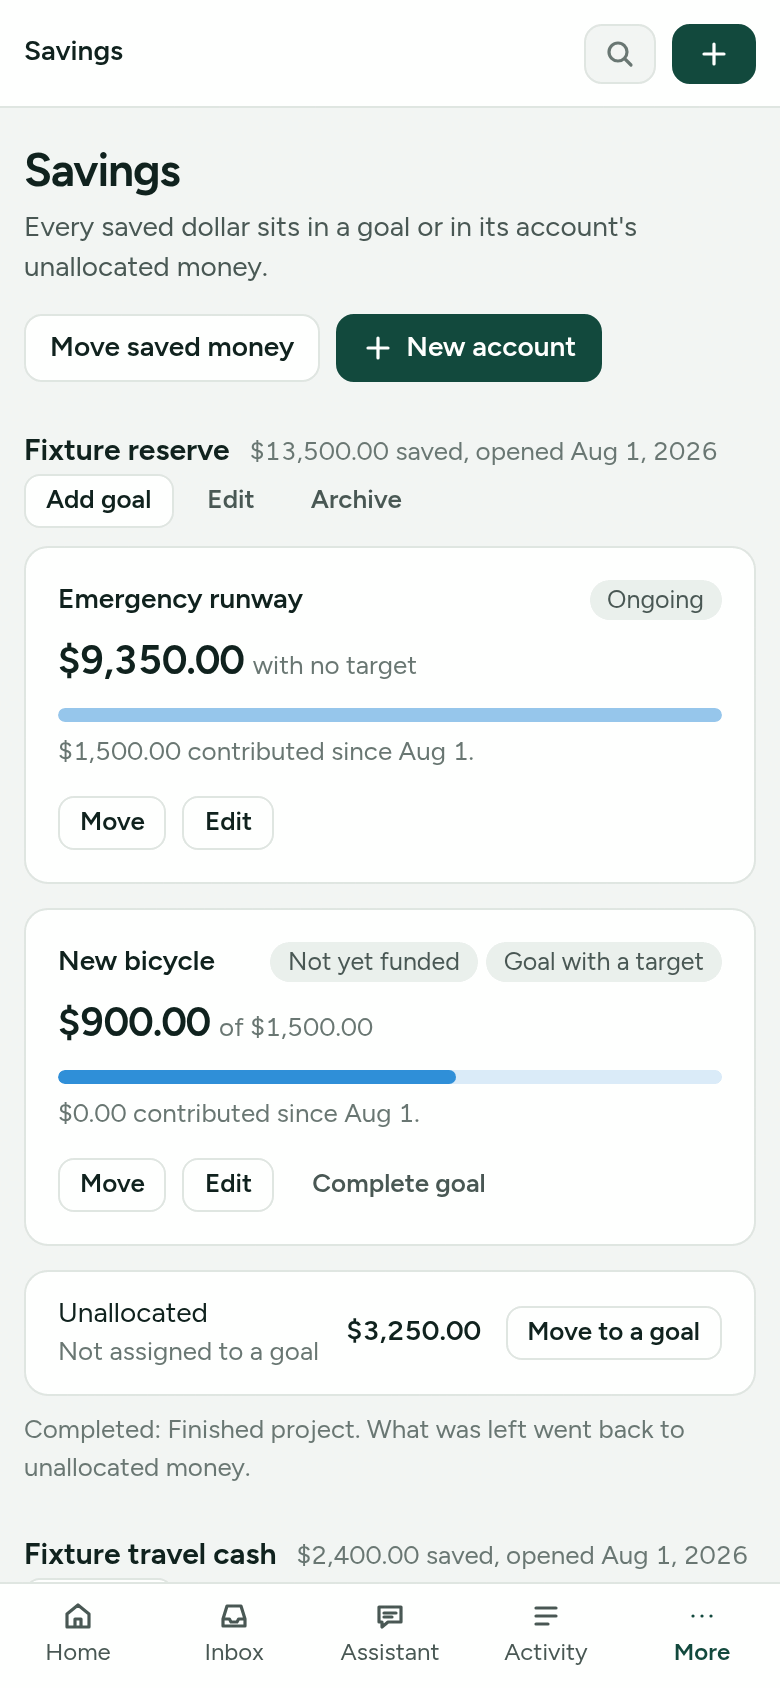 Savings
Savings
Every saved dollar sits in a goal or in its account's
unallocated money.
Move saved money
New account
Fixture reserve $13,500.00 saved, opened Aug 1, 2026
Add goal Edit Archive
Emergency runway Ongoing
$9,350.00 with no target
$1,500.00 contributed since Aug 1.
Move Edit
New bicycle Not yet funded Goal with a target
$900.00 of $1,500.00
$0.00 contributed since Aug 1.
Move Edit Complete goal
Unallocated
Not assigned to a goal
$3,250.00
Move to a goal
Completed: Finished project. What was left went back to
unallocated money.
Fixture travel cash $2,400.00 saved, opened Aug 1, 2026
Home Inbox Assistant Activity More